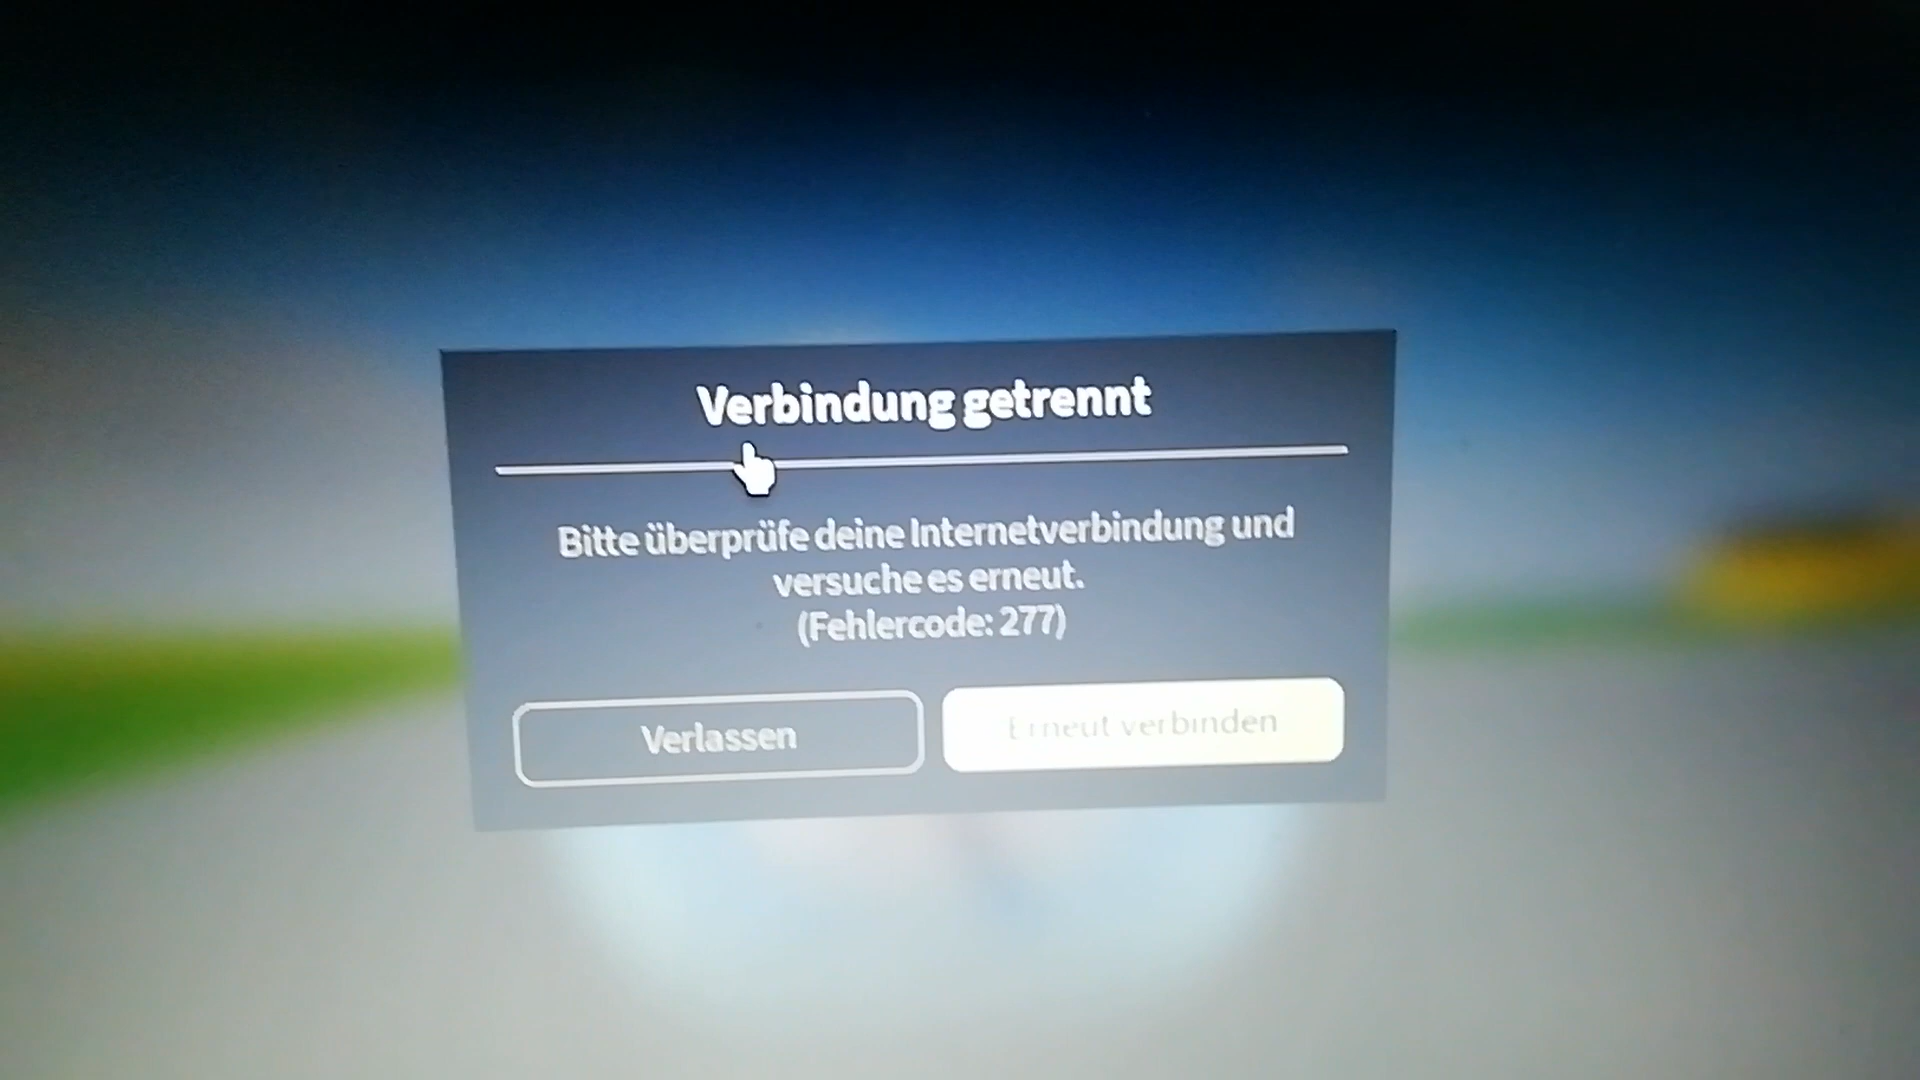 Verbindung getrennt
Bitte überprüfe deine Internetverbindung und
versuche es erneut.
(Fehlercode: 277)
Verlassen
Erneut verbinden